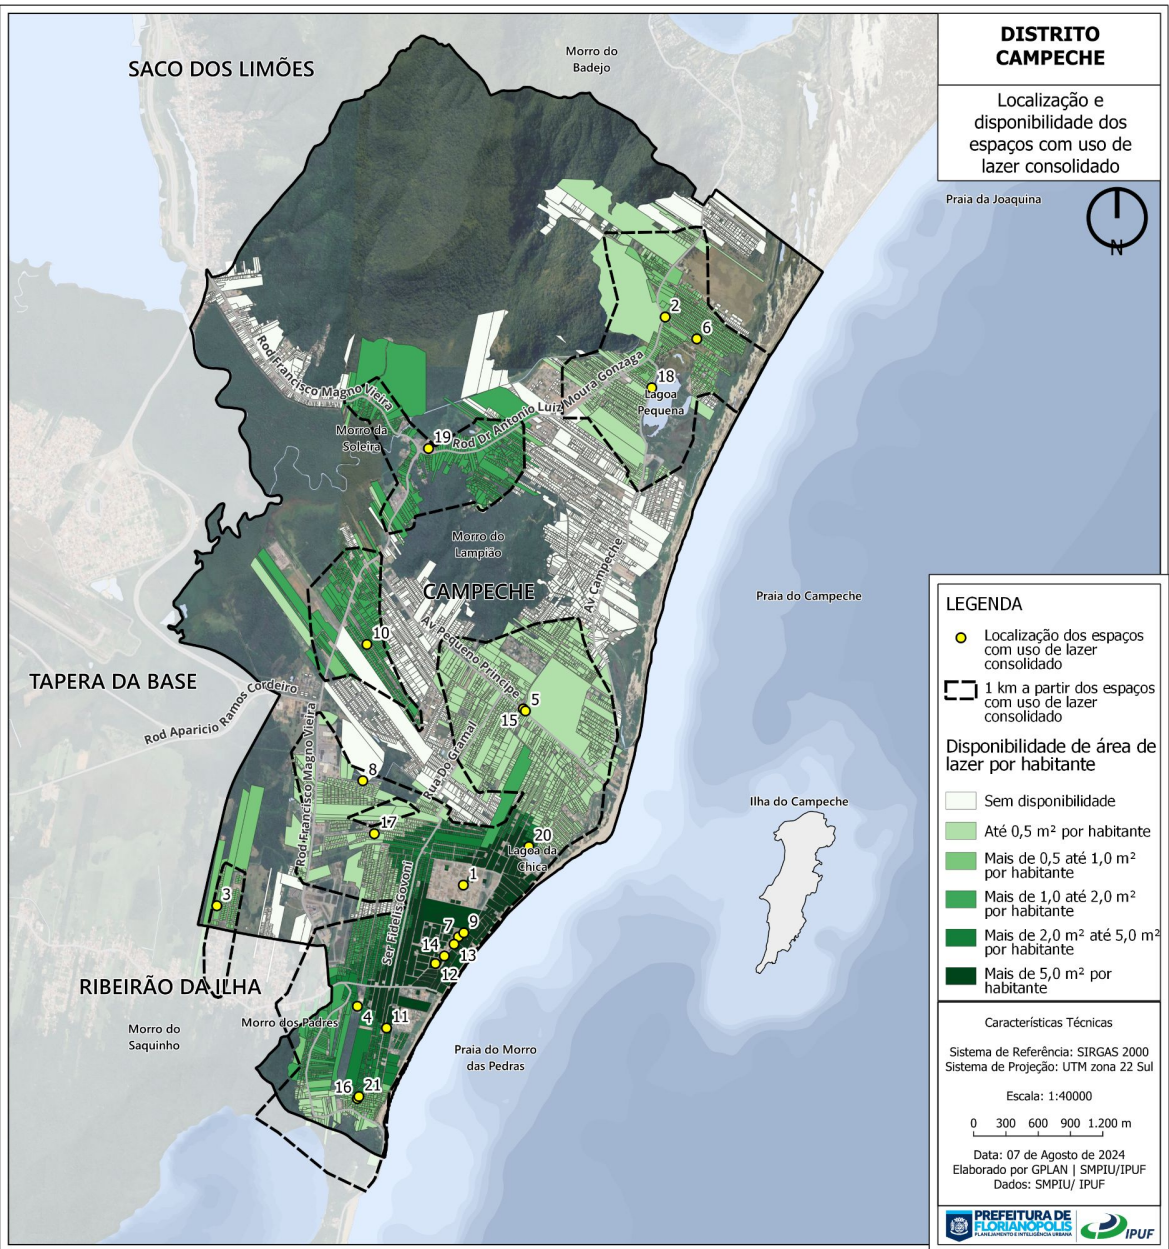 DISTRITO
CAMPECHE
Localização e
disponibilidade dos
espaços com uso de
lazer consolidado
N
SACO DOS LIMÕES
Morro do
Badejo
Praia da Joaquina
2
6
18
Lagoa
Pequena
Rod Francisco Magno Vieira
Rod Dr Antonio Luiz Moura Gonzaga
Morro da
Soleira
19
Morro do
Lampião
CAMPECHE
Av Campeche
Praia do Campeche
10
Av Pequeno Principe
TAPERA DA BASE
Rod Aparicio Ramos Cordeiro
Rod Francisco Magno Vieira
5
15
Rua Do Gramal
8
17
Ilha do Campeche
20
Lagoa da
Chica
1
3
Ser Fidelis Govoni
7
9
14
13
12
RIBEIRÃO DA ILHA
Morro do
Saquinho
Morro dos Padres
4
11
Praia do Morro
das Pedras
16
21
LEGENDA
Localização dos espaços
com uso de lazer
consolidado
1 km a partir dos espaços
com uso de lazer
consolidado
Disponibilidade de área de
lazer por habitante
Sem disponibilidade
Até 0,5 m² por habitante
Mais de 0,5 até 1,0 m²
por habitante
Mais de 1,0 até 2,0 m²
por habitante
Mais de 2,0 m² até 5,0 m²
por habitante
Mais de 5,0 m² por
habitante
Características Técnicas
Sistema de Referência: SIRGAS 2000
Sistema de Projeção: UTM zona 22 Sul
Escala: 1:40000
0 300 600 900 1.200 m
Data: 07 de Agosto de 2024
Elaborado por GPLAN | SMPIU/IPUF
Dados: SMPIU/ IPUF
PREFEITURA DE
FLORIANÓPOLIS
PLANEJAMENTO E INTELIGÊNCIA URBANA
IPUF